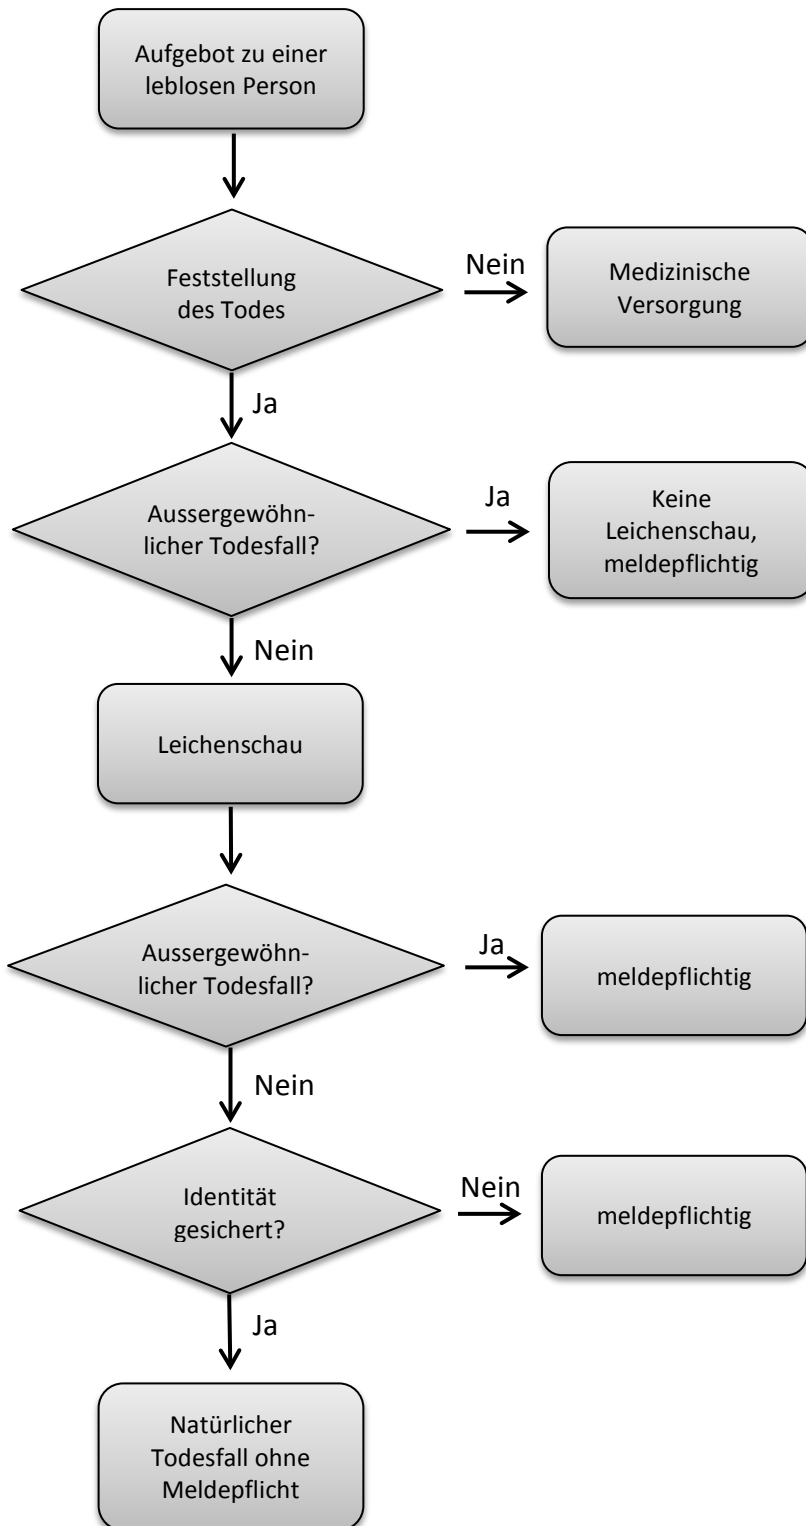 Aufgebot zu einer
leblosen Person
Feststellung
des Todes
Nein
Medizinische
Versorgung
Ja
Aussergewöhn-
licher Todesfall?
Ja
Keine
Leichenschau,
meldepflichtig
Nein
Leichenschau
Aussergewöhn-
licher Todesfall?
Ja
meldepflichtig
Nein
Identität
gesichert?
Nein
meldepflichtig
Ja
Natürlicher
Todesfall ohne
Meldepflicht